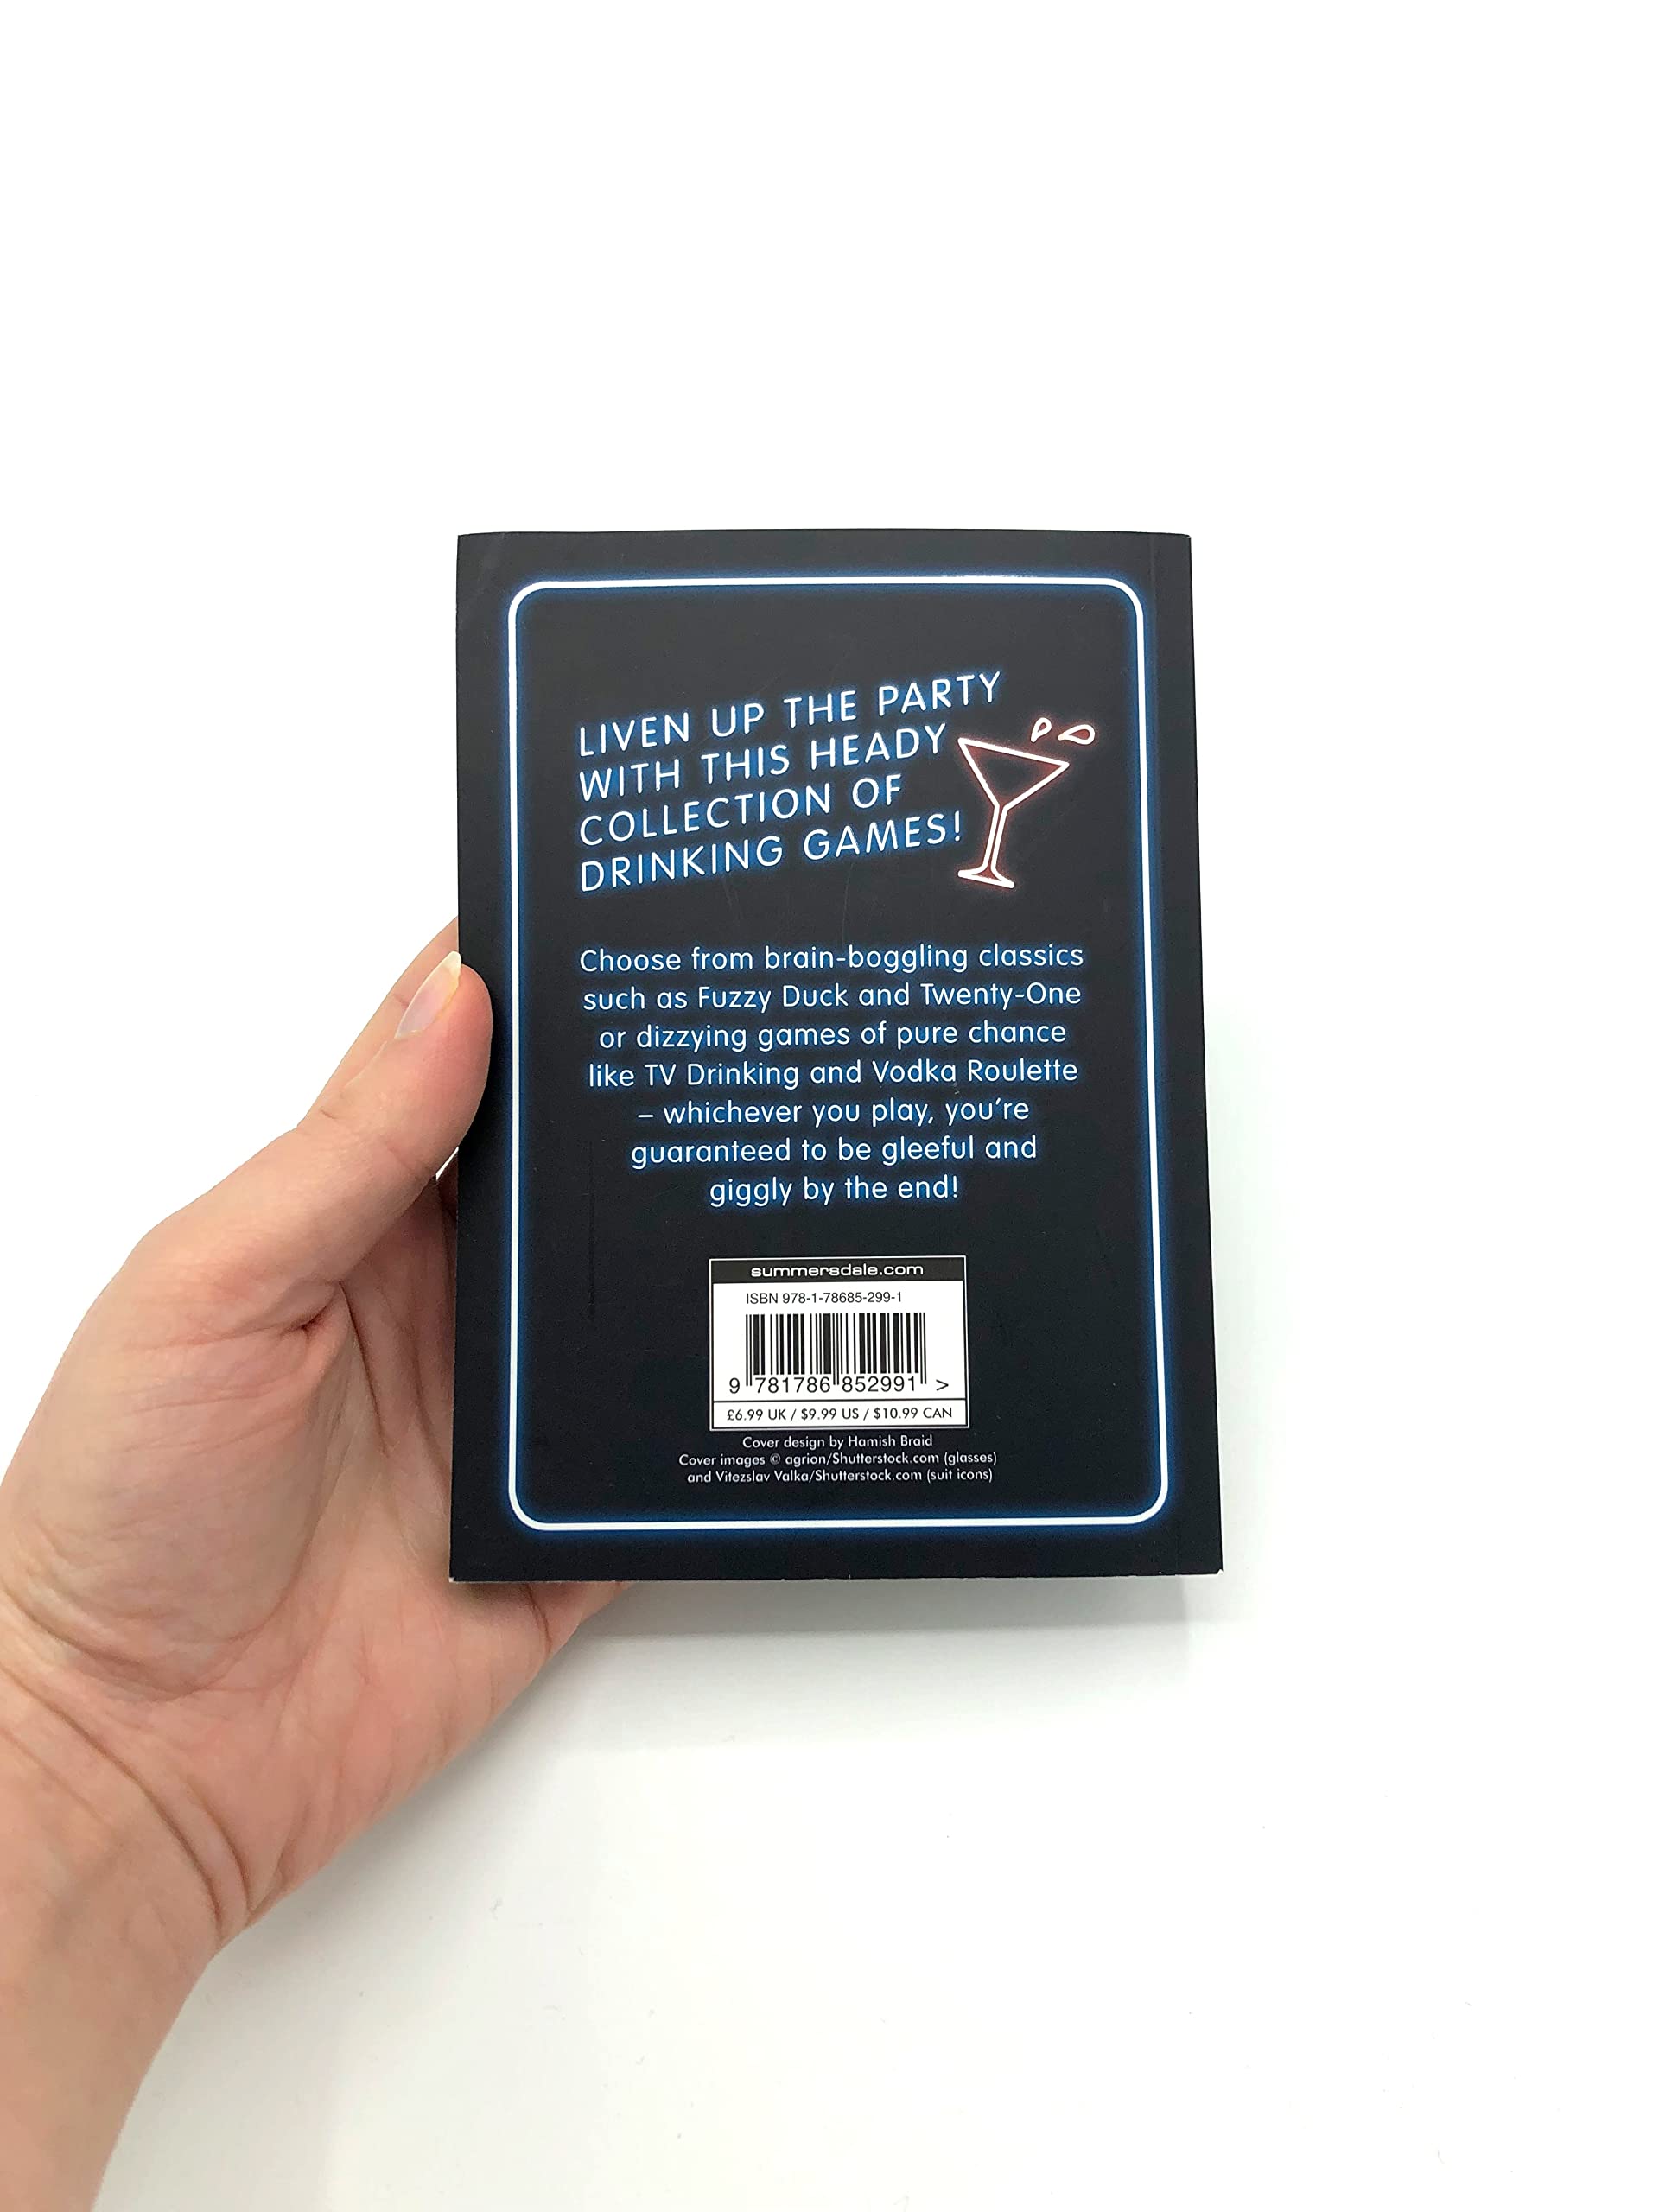 LIVEN UP THE PARTY
WITH THIS HEADY
COLLECTION OF
DRINKING GAMES!
Choose from brain-boggling classics
such as Fuzzy Duck and Twenty-One
or dizzying games of pure chance
like TV Drinking and Vodka Roulette
– whichever you play, you're
guaranteed to be gleeful and
giggly by the end!
summersdale.com
ISBN 978-1-78685-299-1
9 781786 852991 >
£6.99 UK / $9.99 US / $10.99 CAN
Cover design by Hamish Braid
Cover images © agrion/Shutterstock.com (glasses)
and Vitezslav Valka/Shutterstock.com (suit icons)